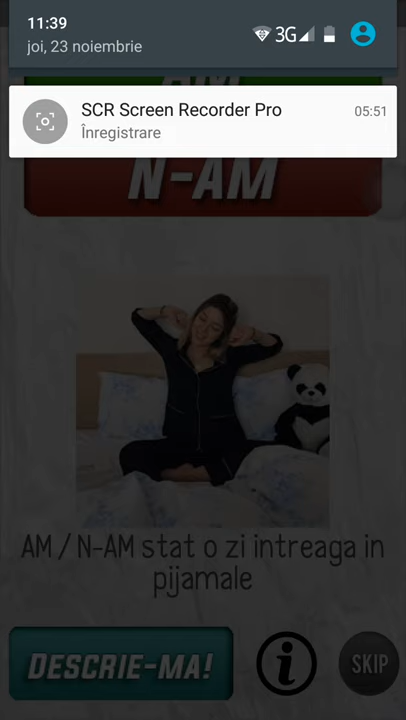 11:39
3G
joi, 23 noiembrie
SCR Screen Recorder Pro
05:51
Înregistrare
AM
N-AM
AM / N-AM stat o zi intreaga in
pijamale
DESCRIE-MA!
i
SKIP